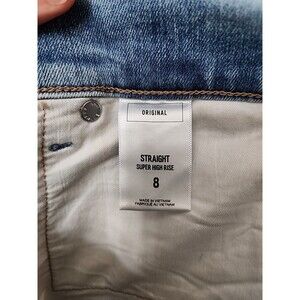 ORIGINAL
STRAIGHT
SUPER HIGH RISE
8
MADE IN VIETNAM
FABRIQUÉ AU VIETNAM